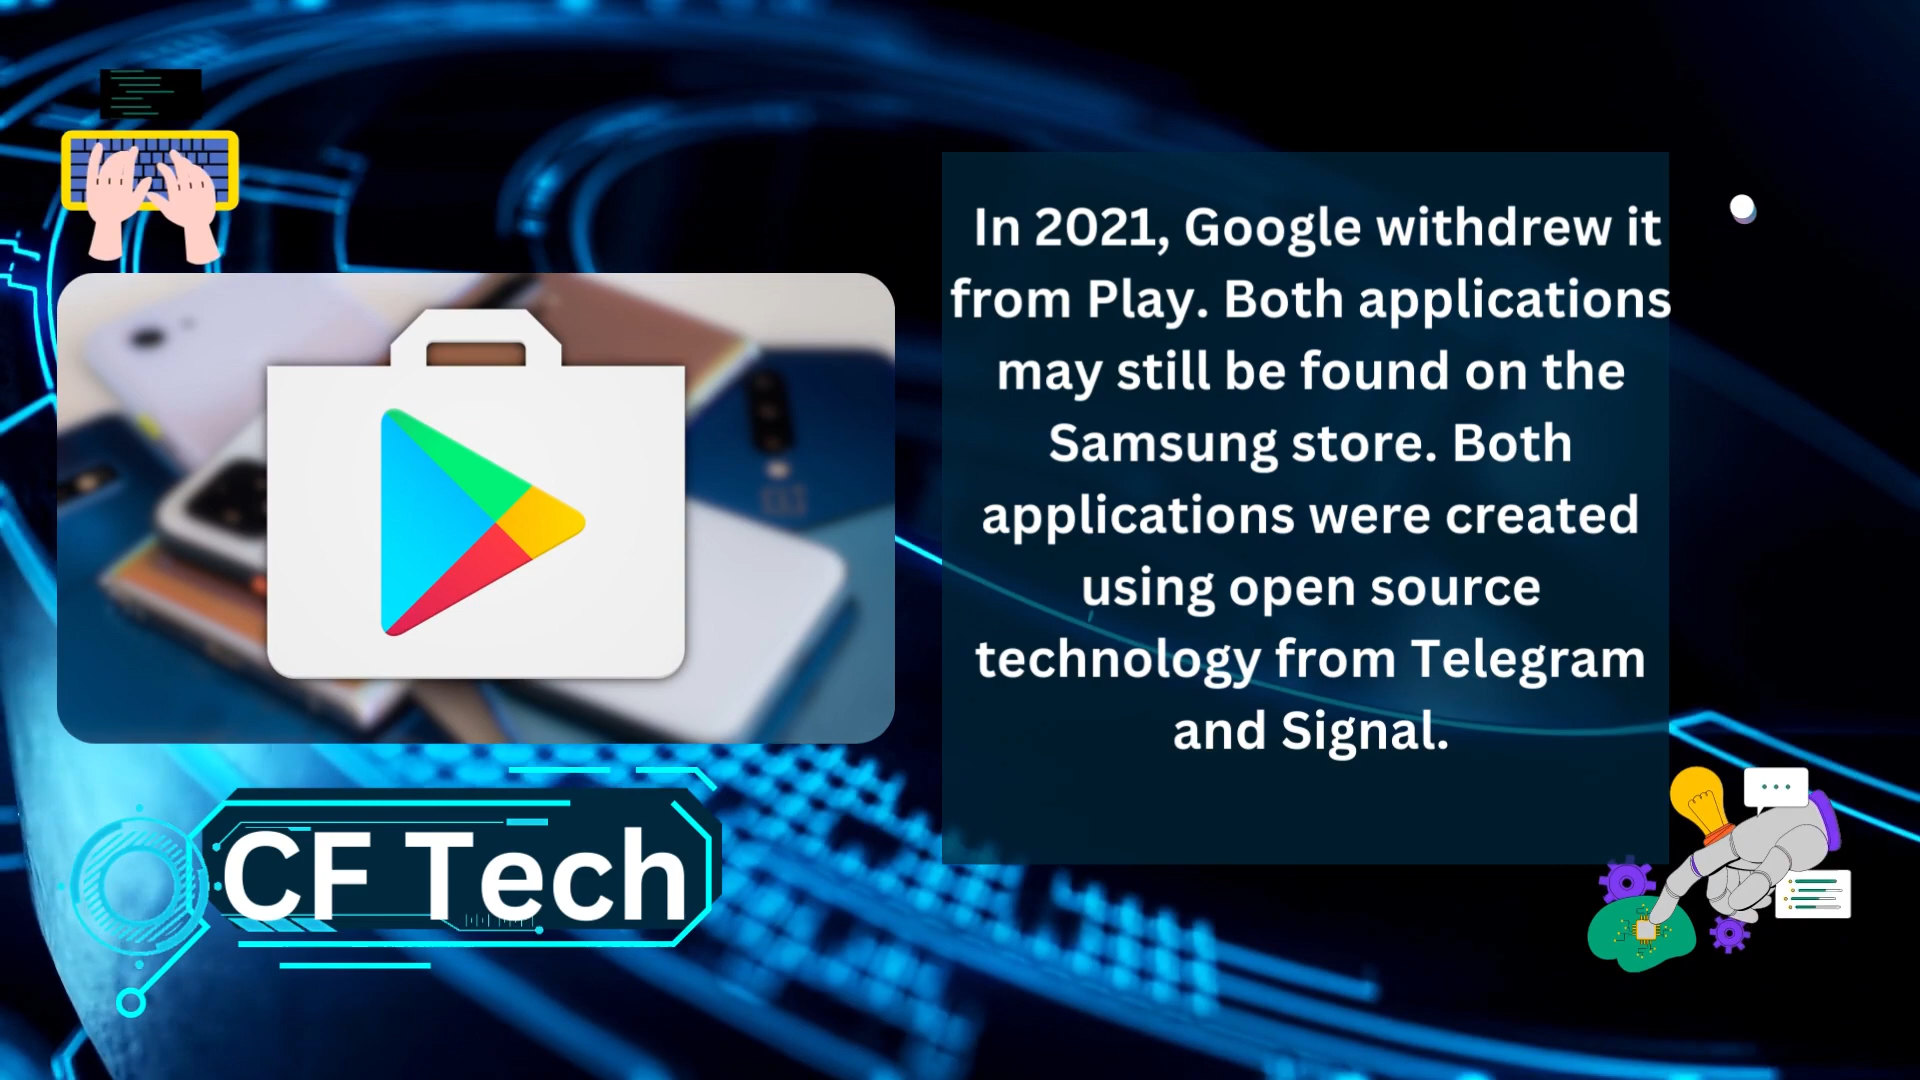 In 2021, Google withdrew it
from Play. Both applications
may still be found on the
Samsung store. Both
applications were created
using open source
technology from Telegram
and Signal.
CF Tech